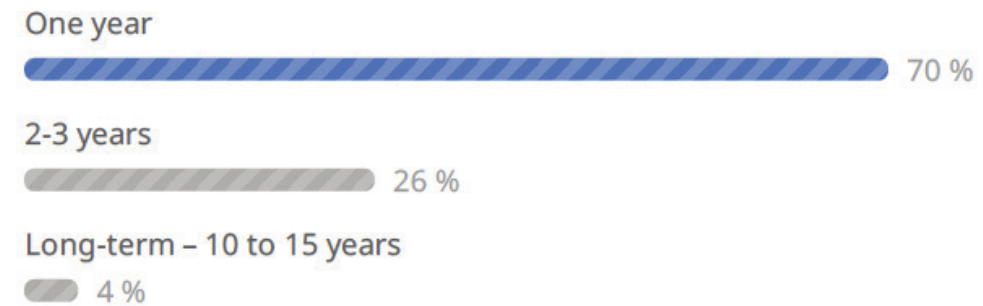 One year
70 %
2-3 years
26 %
Long-term – 10 to 15 years
4 %